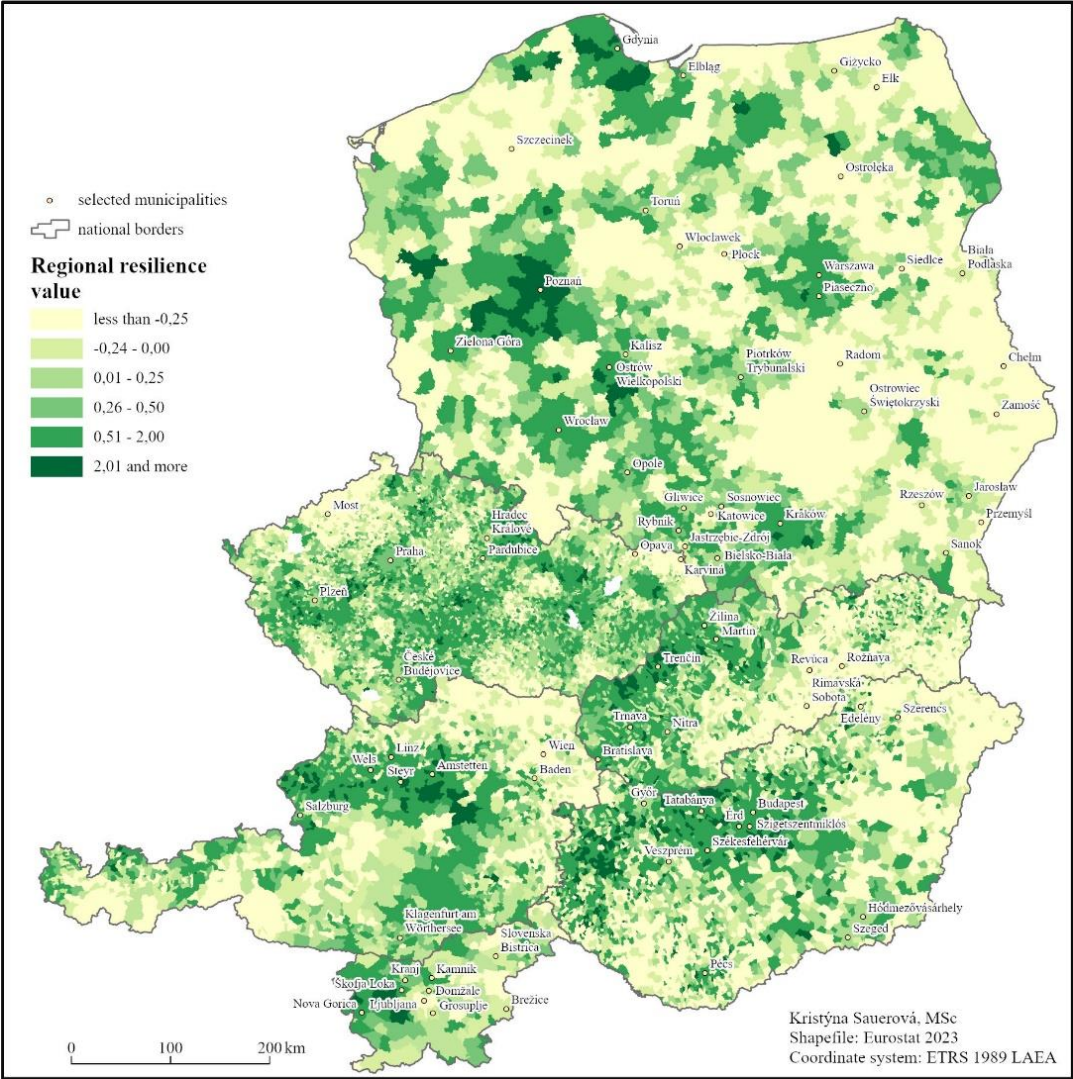 Gdynia
Elbląg
Giżycko
Ełk
Szczecinek
Ostrołęka
selected municipalities
national borders
Toruń
Włocławek
Płock
Warszawa
Siedlce
Biała
Podlaska
Piaseczno
Regional resilience
value
less than -0,25
-0,24 - 0,00
0,01 - 0,25
0,26 - 0,50
0,51 - 2,00
2,01 and more
Poznań
Zielona Góra
Kalisz
Ostrów
Wielkopolski
Piotrków
Trybunalski
Radom
Chełm
Ostrowiec
Świętokrzyski
Zamość
Wrocław
Opole
Gliwice
Sosnowiec
Katowice
Kraków
Rzeszów
Jarosław
Przemyśl
Rybnik
Jastrzębie-Zdrój
Bielsko-Biała
Sanok
Most
Hradec
Králové
Praha
Pardubice
Opava
Karviná
Plzeň
Žilina
Martin
České
Budějovice
Trenčín
Revúca
Rožňava
Rimavská
Sobota
Edelény
Szerencs
Trnava
Nitra
Wien
Bratislava
Linz
Wels
Steyr
Amstetten
Baden
Salzburg
Győr
Tatabánya
Budapest
Érd
Szigetszentmiklós
Székesfehérvár
Veszprém
Hódmezővásárhely
Szeged
Pécs
Klagenfurt am
Wörthersee
Slovenska
Bistrica
Kranj
Kamnik
Škofja Loka
Domžale
Nova Gorica
Ljubljana
Grosuplje
Brežice
0 100 200 km
Kristýna Sauerová, MSc
Shapefile: Eurostat 2023
Coordinate system: ETRS 1989 LAEA